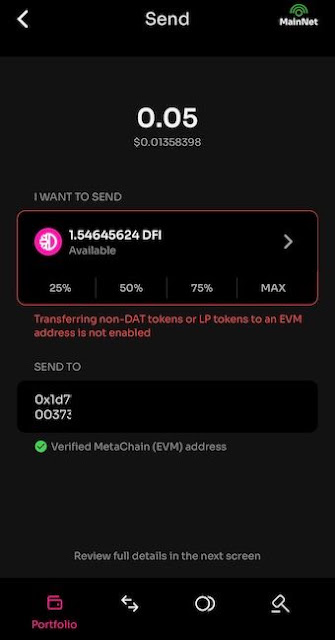 Send
MainNet
0.05
$0.01358398
I WANT TO SEND
1.54645624 DFI
Available
25% 50% 75% MAX
Transferring non-DAT tokens or LP tokens to an EVM
address is not enabled
SEND TO
0x1d7
00373
Verified MetaChain (EVM) address
Review full details in the next screen
Portfolio